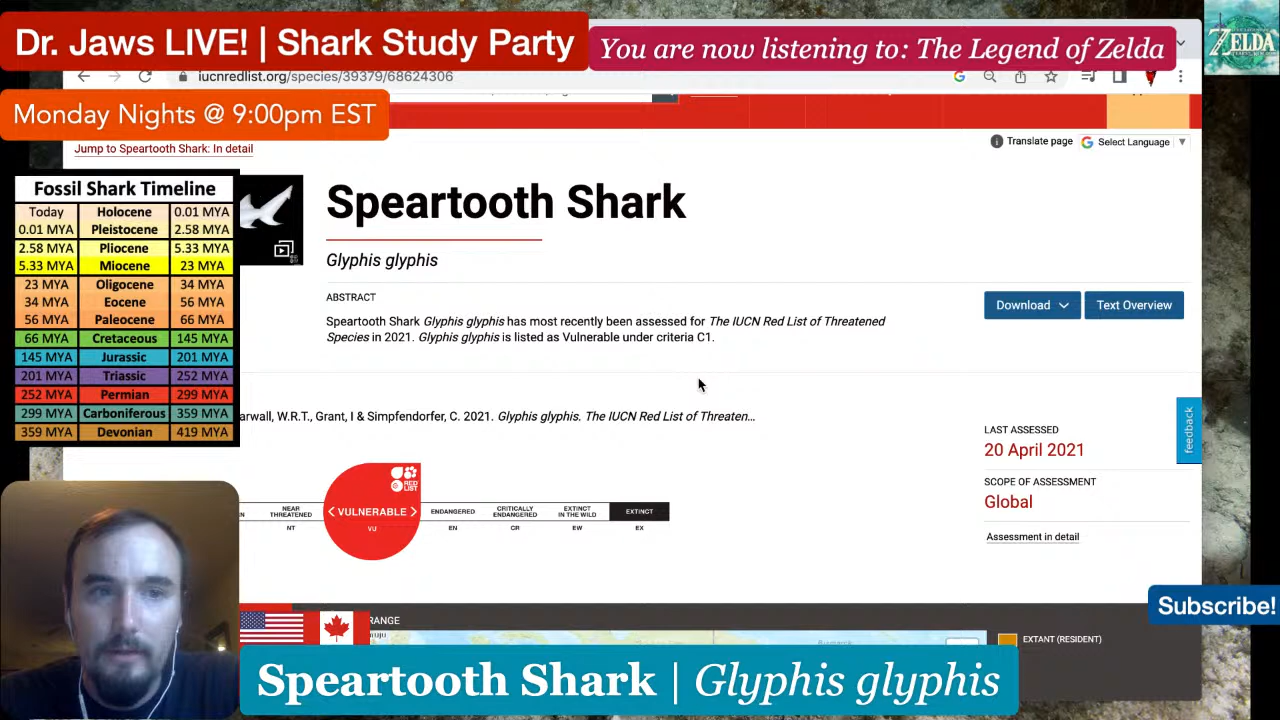 Dr. Jaws LIVE! | Shark Study Party
You are now listening to: The Legend of Zelda
ZELDA
iucnredlist.org/species/39379/68624306
Monday Nights @ 9:00pm EST
Jump to Speartooth Shark: In detail
Translate page
Select Language
Fossil Shark Timeline
Today Holocene 0.01 MYA
0.01 MYA Pleistocene 2.58 MYA
2.58 MYA Pliocene 5.33 MYA
5.33 MYA Miocene 23 MYA
23 MYA Oligocene 34 MYA
34 MYA Eocene 56 MYA
56 MYA Paleocene 66 MYA
66 MYA Cretaceous 145 MYA
145 MYA Jurassic 201 MYA
201 MYA Triassic 252 MYA
252 MYA Permian 299 MYA
299 MYA Carboniferous 359 MYA
359 MYA Devonian 419 MYA
Speartooth Shark
Glyphis glyphis
ABSTRACT
Speartooth Shark Glyphis glyphis has most recently been assessed for The IUCN Red List of Threatened
Species in 2021. Glyphis glyphis is listed as Vulnerable under criteria C1.
Download
Text Overview
arwall, W.R.T., Grant, I & Simpfendorfer, C. 2021. Glyphis glyphis. The IUCN Red List of Threaten...
LAST ASSESSED
20 April 2021
SCOPE OF ASSESSMENT
Global
Assessment in detail
feedback
RED
LIST
NEAR
THREATENED
NT
< VULNERABLE >
VU
ENDANGERED
EN
CRITICALLY
ENDANGERED
CR
EXTINCT
IN THE WILD
EW
EXTINCT
EX
Subscribe!
RANGE
EXTANT (RESIDENT)
Speartooth Shark | Glyphis glyphis